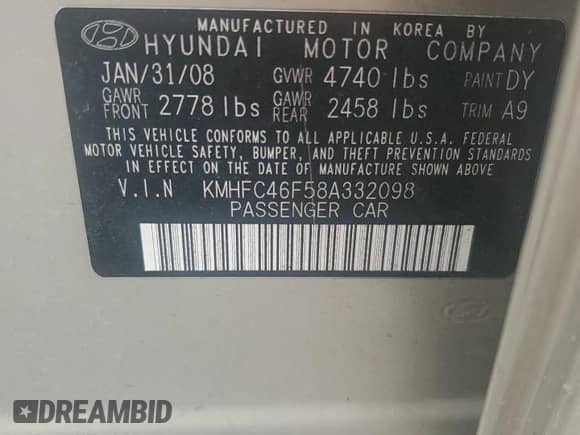 MANUFACTURED IN KOREA BY
HYUNDAI MOTOR COMPANY
JAN/31/08 GVWR 4740 lbs PAINT DY
GAWR FRONT 2778 lbs GAWR REAR 2458 lbs TRIM A9
THIS VEHICLE CONFORMS TO ALL APPLICABLE U.S.A. FEDERAL
MOTOR VEHICLE SAFETY, BUMPER, AND THEFT PREVENTION STANDARDS
IN EFFECT ON THE DATE OF MANUFACTURE SHOWN ABOVE
V.I.N KMHFC46F58A332098
PASSENGER CAR
DREAMBID